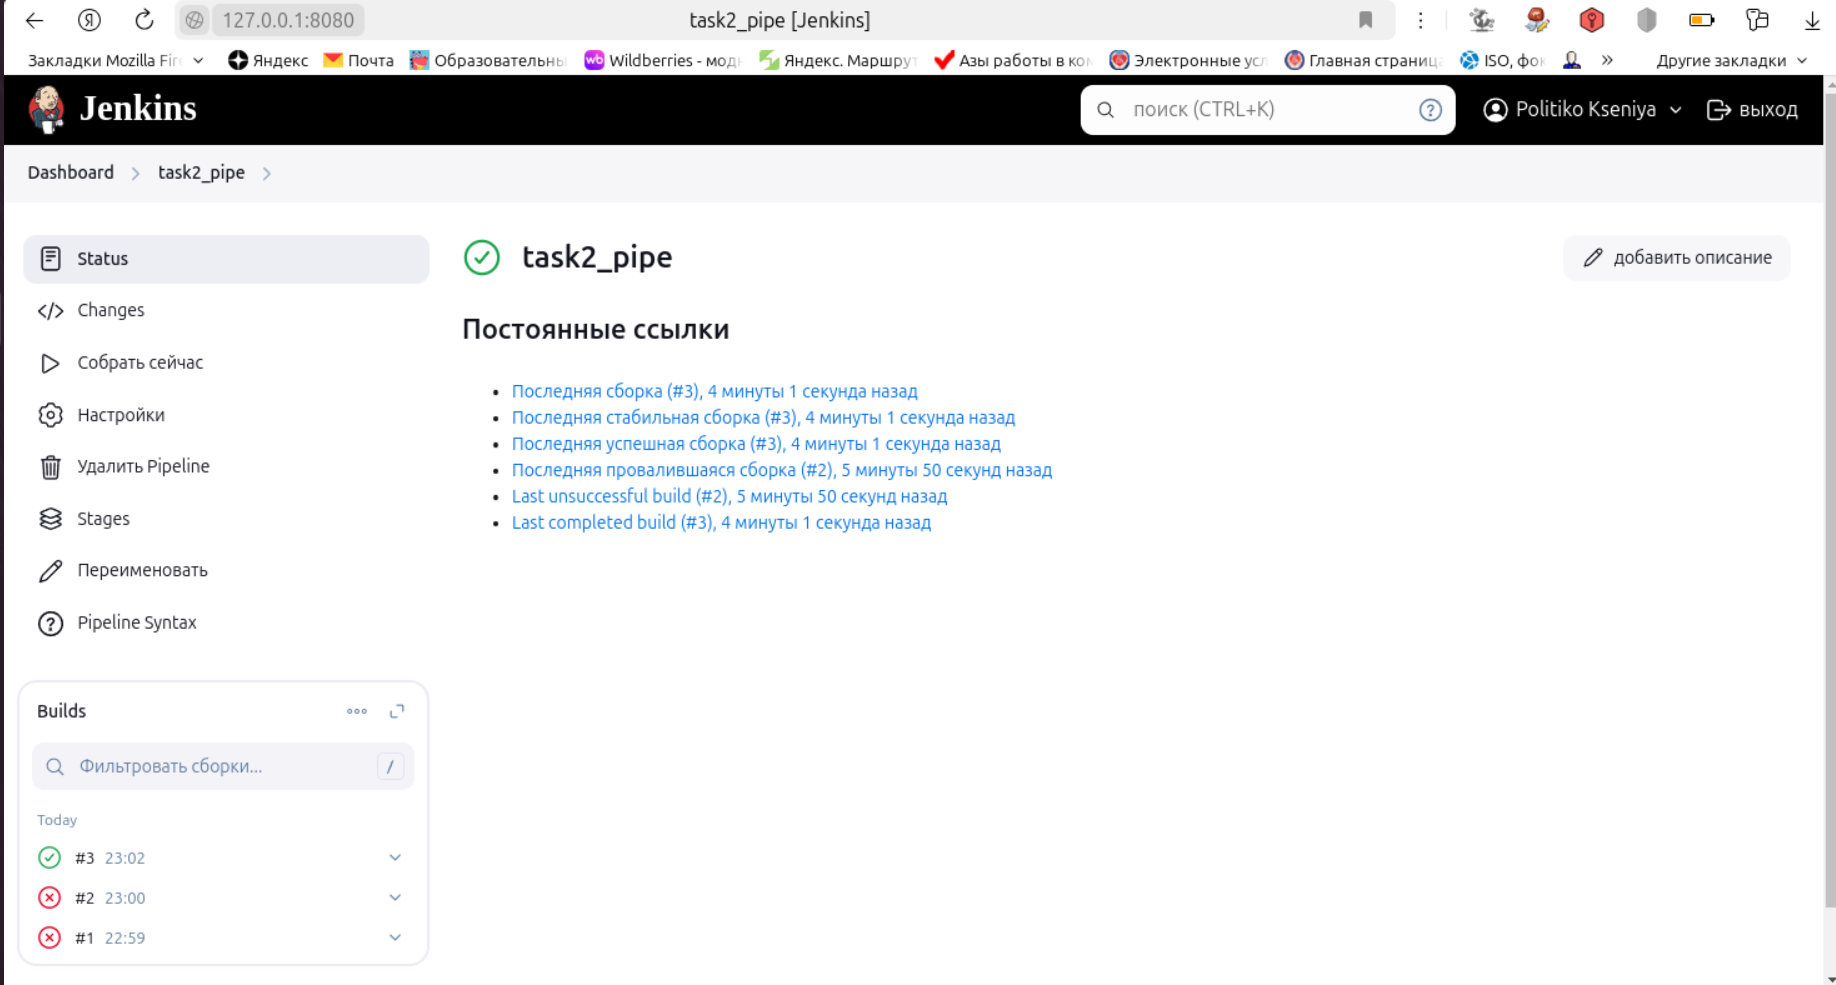 127.0.0.1:8080
task2_pipe [Jenkins]
Закладки Mozilla Fir
Яндекс
Почта
Образовательны
Wildberries - мод
Яндекс. Маршрут
Азы работы в ко
Электронные усл
Главная страниц
ISO, фо
»
Другие закладки
Jenkins
поиск (CTRL+K)
Politiko Kseniya
выход
Dashboard
task2_pipe
Status
Changes
Собрать сейчас
Настройки
Удалить Pipeline
Stages
Переименовать
Pipeline Syntax
task2_pipe
добавить описание
Постоянные ссылки
Последняя сборка (#3), 4 минуты 1 секунда назад
Последняя стабильная сборка (#3), 4 минуты 1 секунда назад
Последняя успешная сборка (#3), 4 минуты 1 секунда назад
Последняя провалившаяся сборка (#2), 5 минуты 50 секунд назад
Last unsuccessful build (#2), 5 минуты 50 секунд назад
Last completed build (#3), 4 минуты 1 секунда назад
Builds
Фильтровать сборки...
/
Today
#3 23:02
#2 23:00
#1 22:59